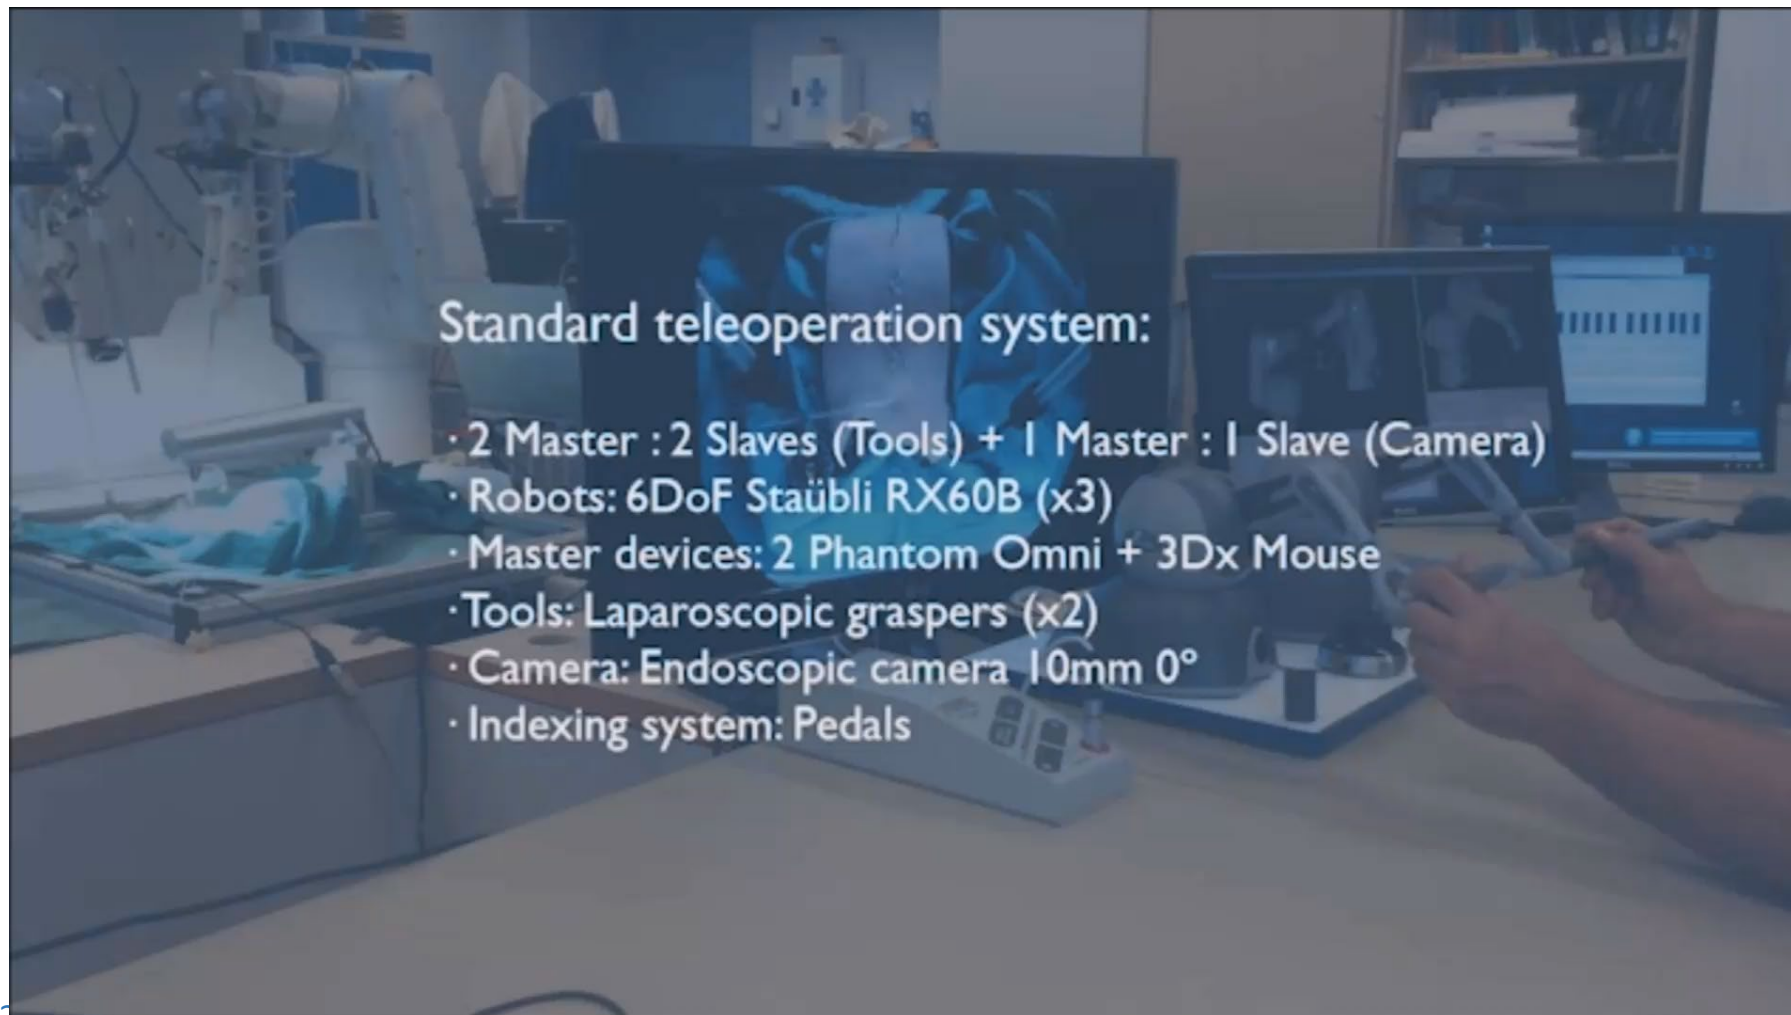 Standard teleoperation system:
· 2 Master : 2 Slaves (Tools) + 1 Master : 1 Slave (Camera)
· Robots: 6DoF Staübli RX60B (x3)
· Master devices: 2 Phantom Omni + 3Dx Mouse
· Tools: Laparoscopic graspers (x2)
· Camera: Endoscopic camera 10mm 0º
· Indexing system: Pedals